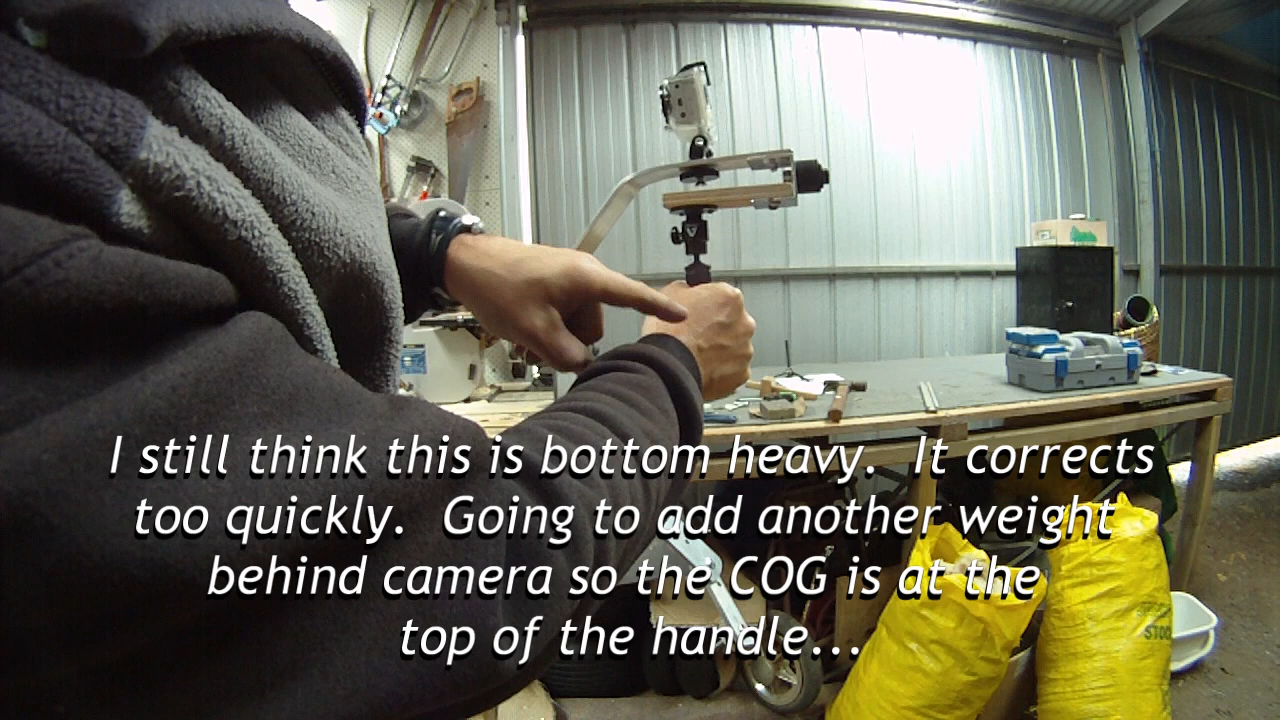 I still think this is bottom heavy.  It corrects
too quickly.  Going to add another weight
behind camera so the COG is at the
top of the handle...